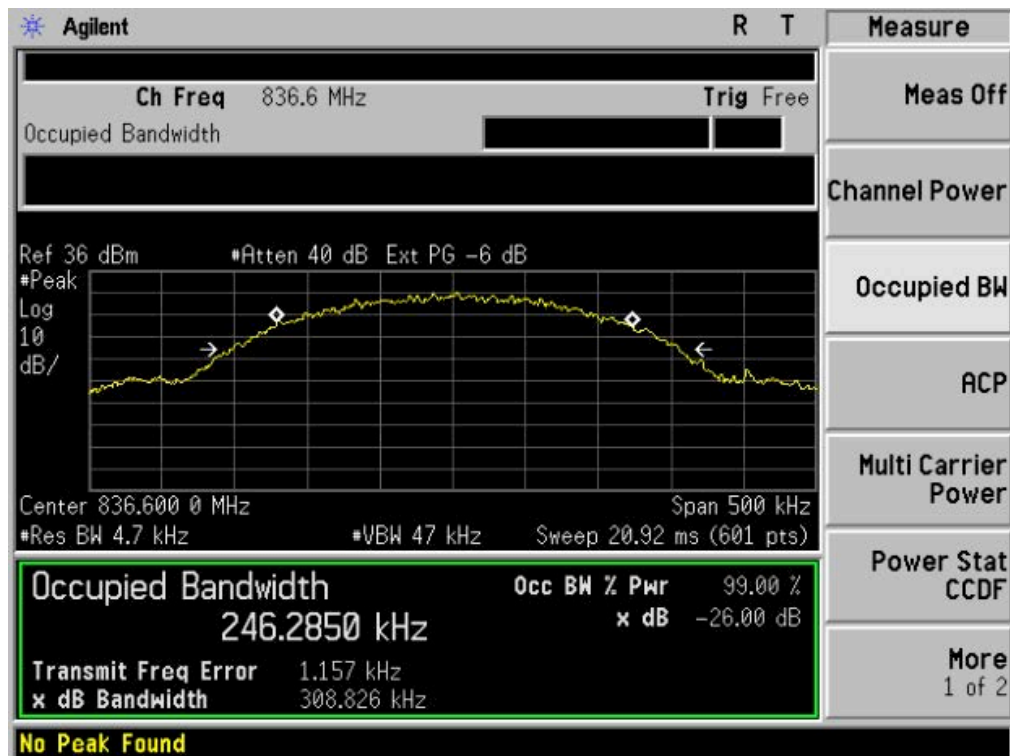 Agilent R T
Measure
Ch Freq 836.6 MHz Trig Free
Occupied Bandwidth
Meas Off
Channel Power
Occupied BW
ACP
Multi Carrier
Power
Power Stat
CCDF
More
1 of 2
Ref 36 dBm #Atten 40 dB Ext PG -6 dB
#Peak
Log
10
dB/
Center 836.600 0 MHz Span 500 kHz
#Res BW 4.7 kHz #VBW 47 kHz Sweep 20.92 ms (601 pts)
Occupied Bandwidth Occ BW % Pwr 99.00 %
246.2850 kHz x dB -26.00 dB
Transmit Freq Error 1.157 kHz
x dB Bandwidth 308.826 kHz
No Peak Found